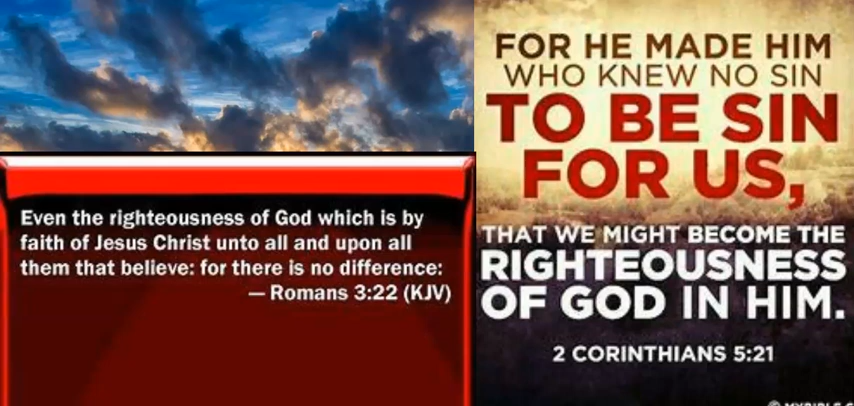 Even the righteousness of God which is by
faith of Jesus Christ unto all and upon all
them that believe: for there is no difference:
— Romans 3:22 (KJV)
FOR HE MADE HIM
WHO KNEW NO SIN
TO BE SIN
FOR US,
THAT WE MIGHT BECOME THE
RIGHTEOUSNESS
OF GOD IN HIM.
2 CORINTHIANS 5:21